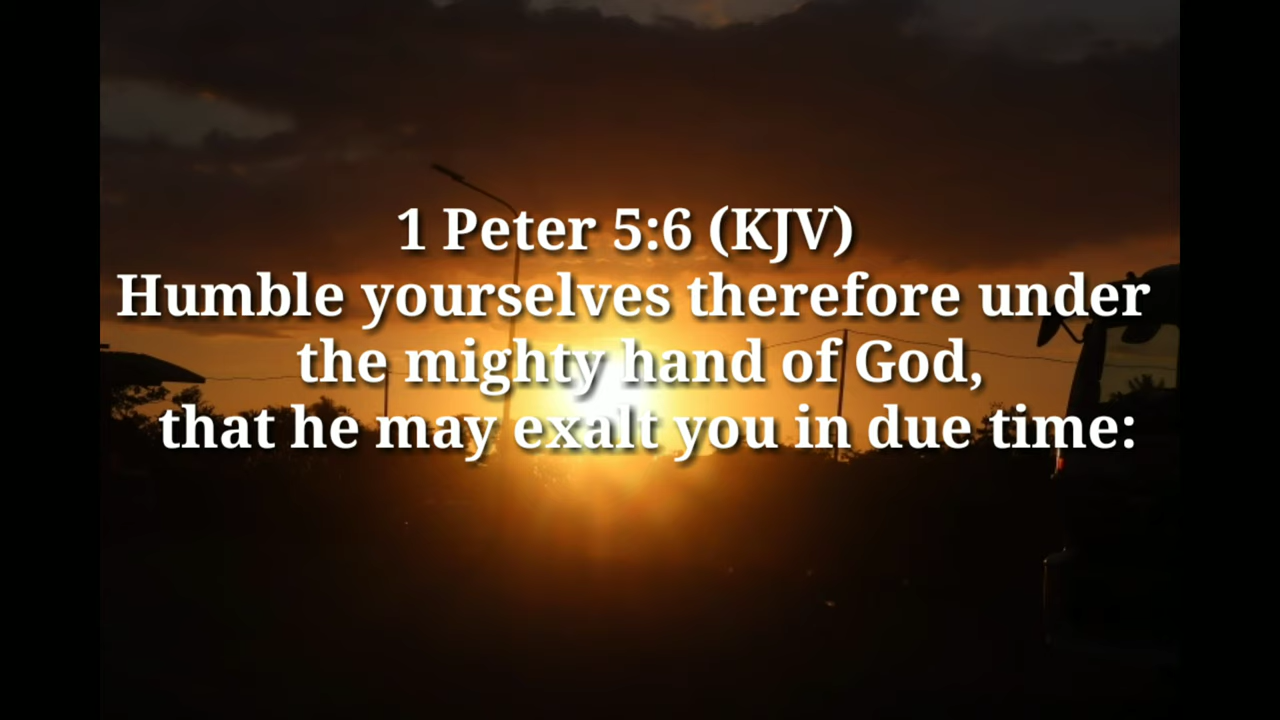 1 Peter 5:6 (KJV)
Humble yourselves therefore under
the mighty hand of God,
that he may exalt you in due time: